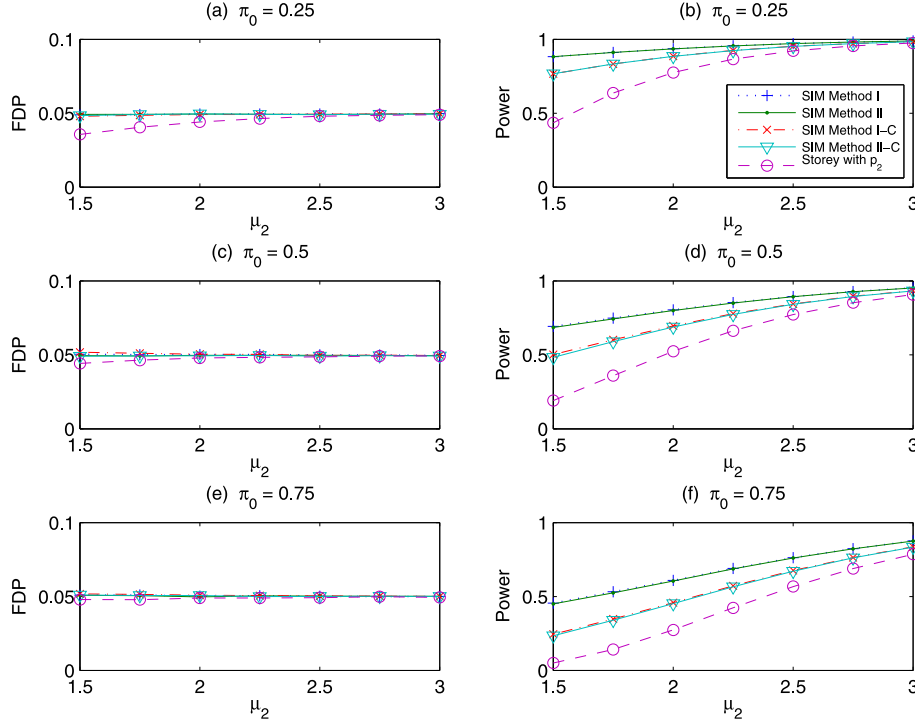 (a) π₀ = 0.25
FDP
0.1
0.05
0
1.5 2 2.5 3
μ₂
(b) π₀ = 0.25
Power
1
0.5
0
1.5 2 2.5 3
μ₂
SIM Method I
SIM Method II
SIM Method I−C
SIM Method II−C
Storey with p₂
(c) π₀ = 0.5
FDP
0.1
0.05
0
1.5 2 2.5 3
μ₂
(d) π₀ = 0.5
Power
1
0.5
0
1.5 2 2.5 3
μ₂
(e) π₀ = 0.75
FDP
0.1
0.05
0
1.5 2 2.5 3
μ₂
(f) π₀ = 0.75
Power
1
0.5
0
1.5 2 2.5 3
μ₂